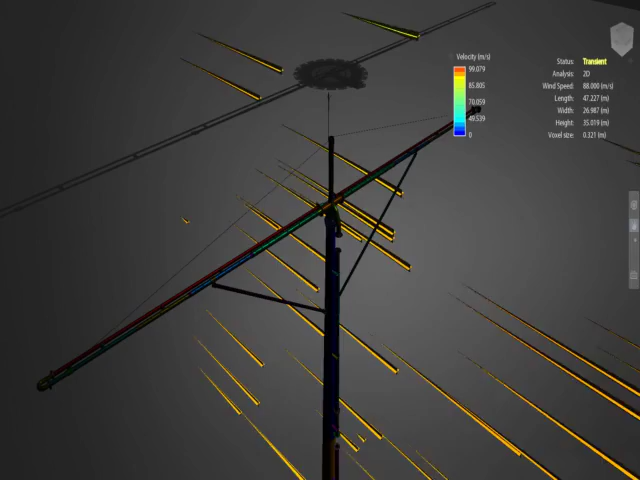 Velocity (m/s)
99.079
85.805
70.059
49.539
0
Status: Transient
Analysis: 2D
Wind Speed: 88.000 (m/s)
Length: 47.227 (m)
Width: 26.987 (m)
Height: 35.019 (m)
Voxel size: 0.321 (m)